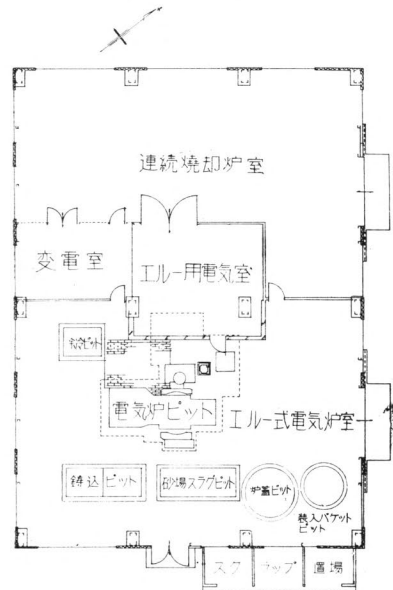 連続焼却炉室
変電室
エルー用電気室
電気炉ピット
エルー式電気炉室
鋳込ピット
砂場スラグピット
炉蓋ピット
装入バケット
ピット
スクラップ置場